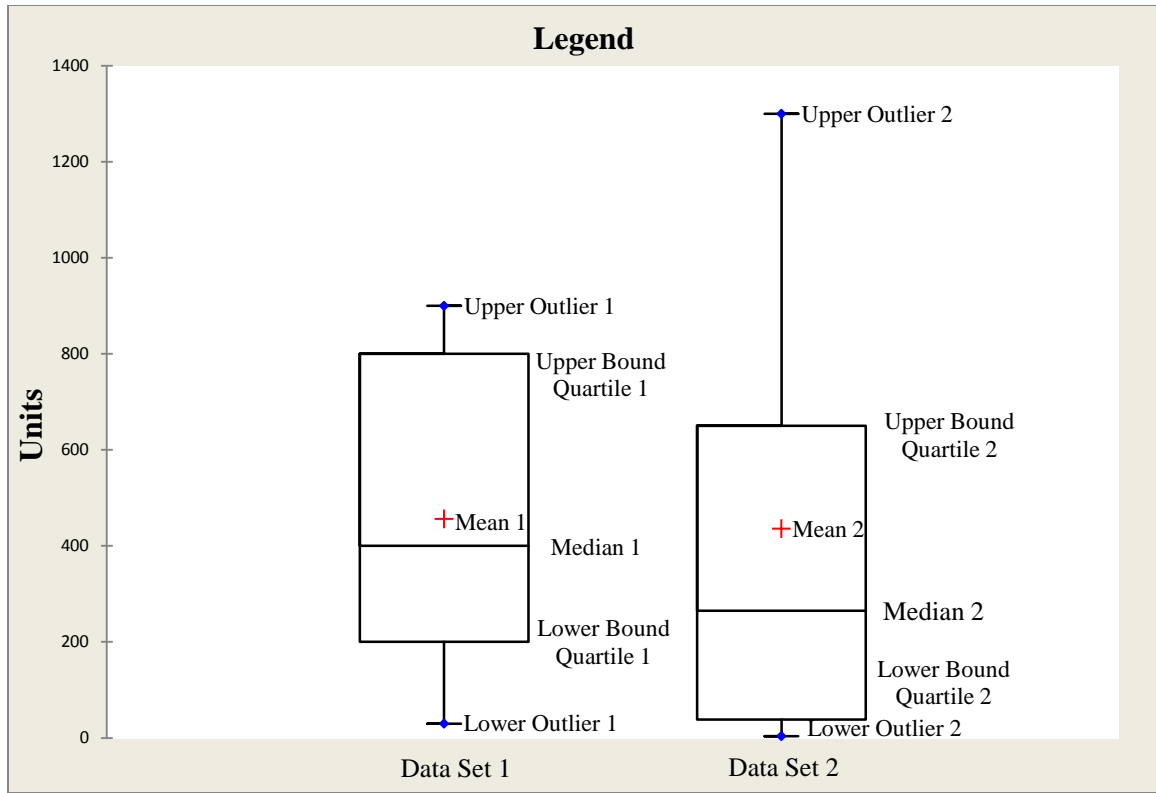 Legend
Units
1400
1200
1000
800
600
400
200
0
Upper Outlier 1
Upper Bound
Quartile 1
Mean 1
Median 1
Lower Bound
Quartile 1
Lower Outlier 1
Upper Outlier 2
Upper Bound
Quartile 2
Mean 2
Median 2
Lower Bound
Quartile 2
Lower Outlier 2
Data Set 1
Data Set 2